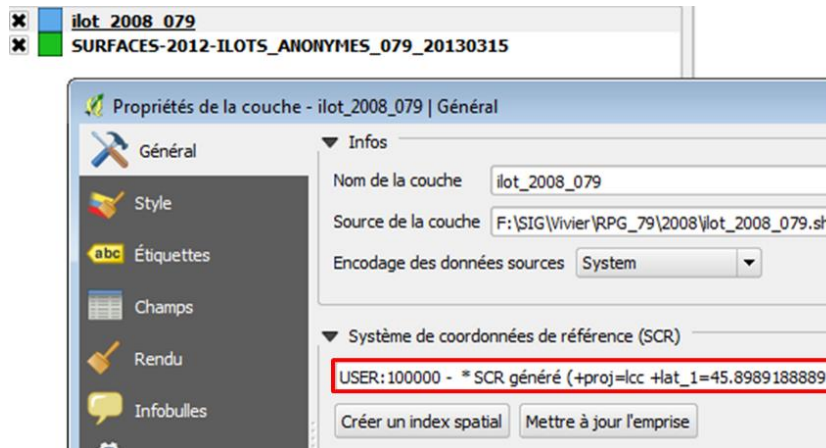 ilot_2008_079
SURFACES-2012-ILOTS_ANONYMES_079_20130315
Propriétés de la couche - ilot_2008_079 | Général
Général
Style
abc Étiquettes
Champs
Rendu
Infobulles
Infos
Nom de la couche ilot_2008_079
Source de la couche F:\SIG\Vivier\RPG_79\2008\ilot_2008_079.sh
Encodage des données sources System
Système de coordonnées de référence (SCR)
USER:100000 - * SCR généré (+proj=lcc +lat_1=45.8989188889
Créer un index spatial Mettre à jour l'emprise